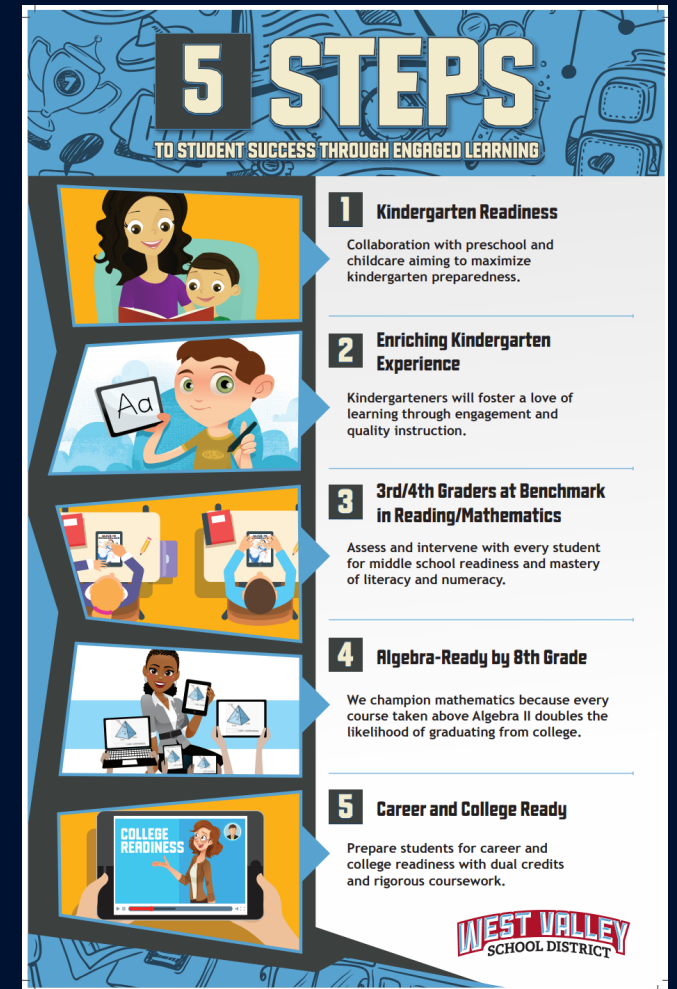 5 STEPS
TO STUDENT SUCCESS THROUGH ENGAGED LEARNING
1 Kindergarten Readiness
Collaboration with preschool and
childcare aiming to maximize
kindergarten preparedness.
2 Enriching Kindergarten
Experience
Kindergarteners will foster a love of
learning through engagement and
quality instruction.
Aa
3 3rd/4th Graders at Benchmark
in Reading/Mathematics
Assess and intervene with every student
for middle school readiness and mastery
of literacy and numeracy.
4 Algebra-Ready by 8th Grade
We champion mathematics because every
course taken above Algebra II doubles the
likelihood of graduating from college.
5 Career and College Ready
Prepare students for career and
college readiness with dual credits
and rigorous coursework.
COLLEGE
READINESS
WEST VALLEY
SCHOOL DISTRICT